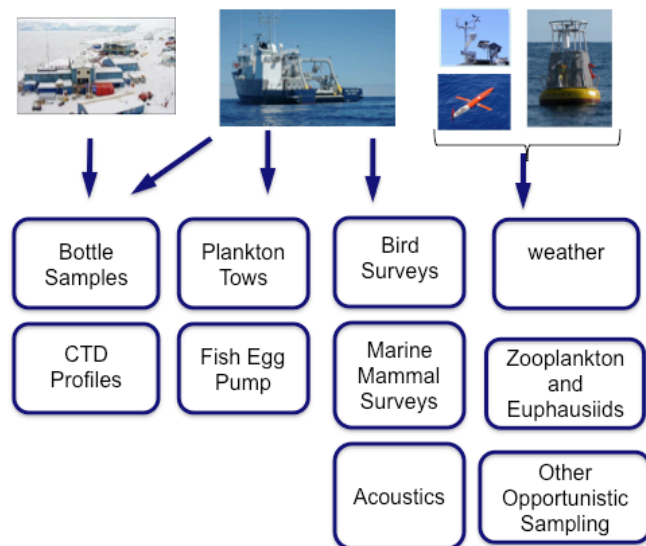 Bottle
Samples
Plankton
Tows
Bird
Surveys
weather
CTD
Profiles
Fish Egg
Pump
Marine
Mammal
Surveys
Zooplankton
and
Euphausiids
Acoustics
Other
Opportunistic
Sampling